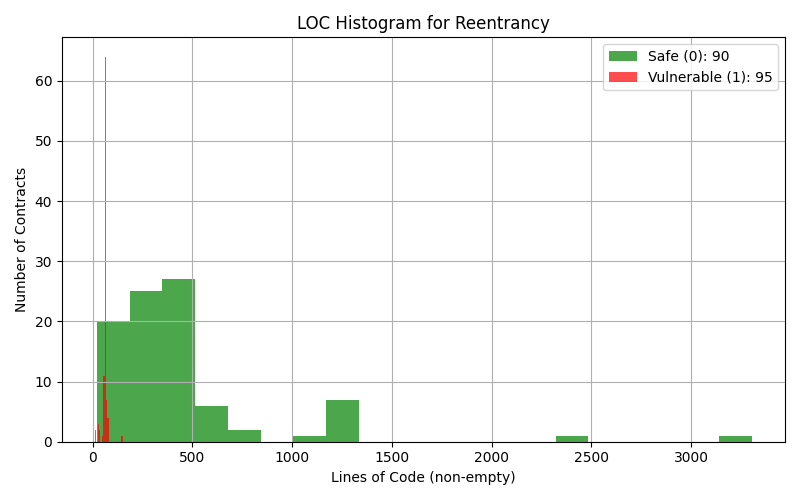 LOC Histogram for Reentrancy
Safe (0): 90
Vulnerable (1): 95
Number of Contracts
60
50
40
30
20
10
0
0 500 1000 1500 2000 2500 3000
Lines of Code (non-empty)